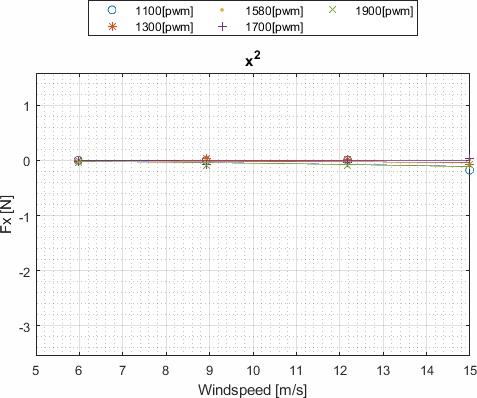 1100[pwm] 1580[pwm] 1900[pwm]
1300[pwm] 1700[pwm]
x²
1
0
-1
-2
-3
Fx [N]
5 6 7 8 9 10 11 12 13 14 15
Windspeed [m/s]